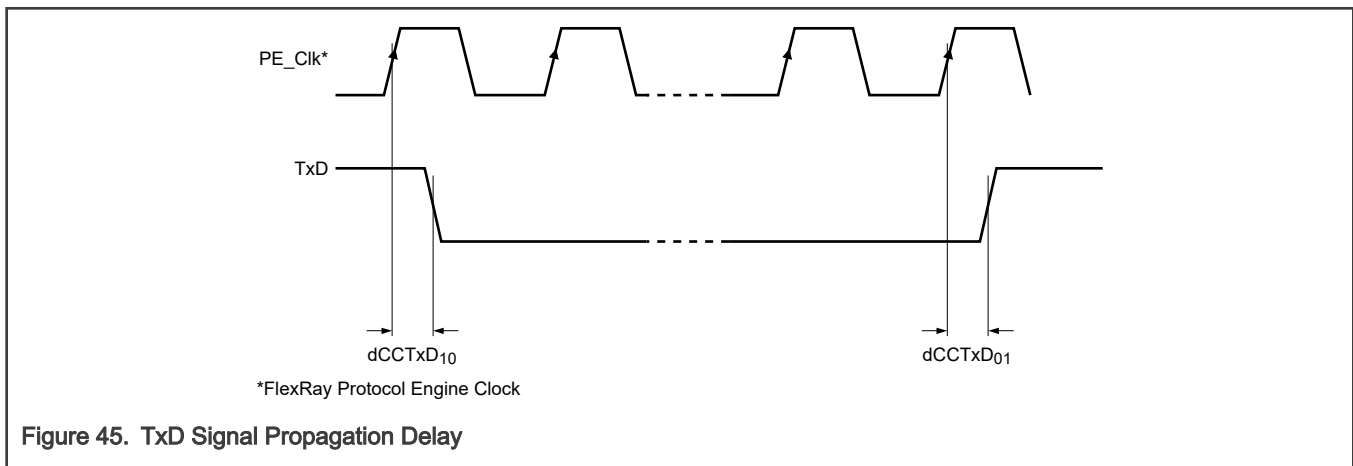 PE_Clk*
TxD
dCCTxD10
dCCTxD01
*FlexRay Protocol Engine Clock
Figure 45. TxD Signal Propagation Delay